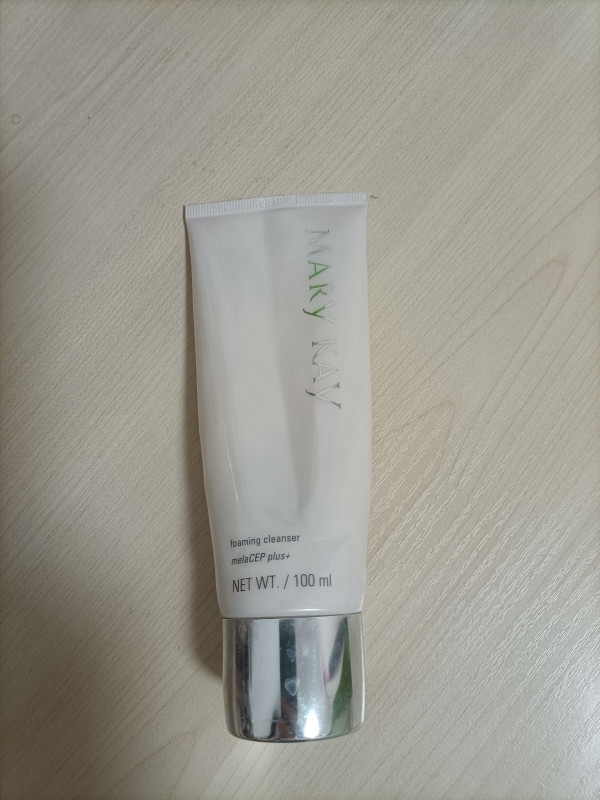 MARY KAY
foaming cleanser
melaCEP plus+
NET WT. / 100 ml